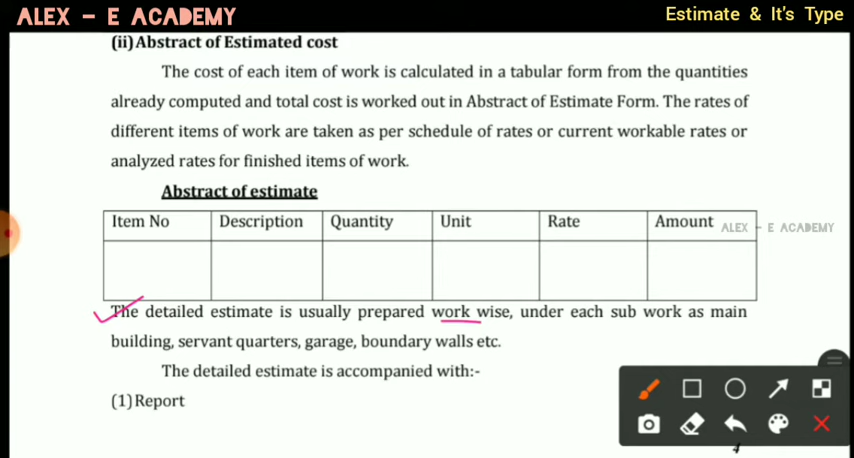 ALEX - E ACADEMY
Estimate & It's Type
(ii) Abstract of Estimated cost
The cost of each item of work is calculated in a tabular form from the quantities
already computed and total cost is worked out in Abstract of Estimate Form. The rates of
different items of work are taken as per schedule of rates or current workable rates or
analyzed rates for finished items of work.
Abstract of estimate
Item No Description Quantity Unit Rate Amount
ALEX - E ACADEMY
The detailed estimate is usually prepared work wise, under each sub work as main
building, servant quarters, garage, boundary walls etc.
The detailed estimate is accompanied with:-
(1) Report
4